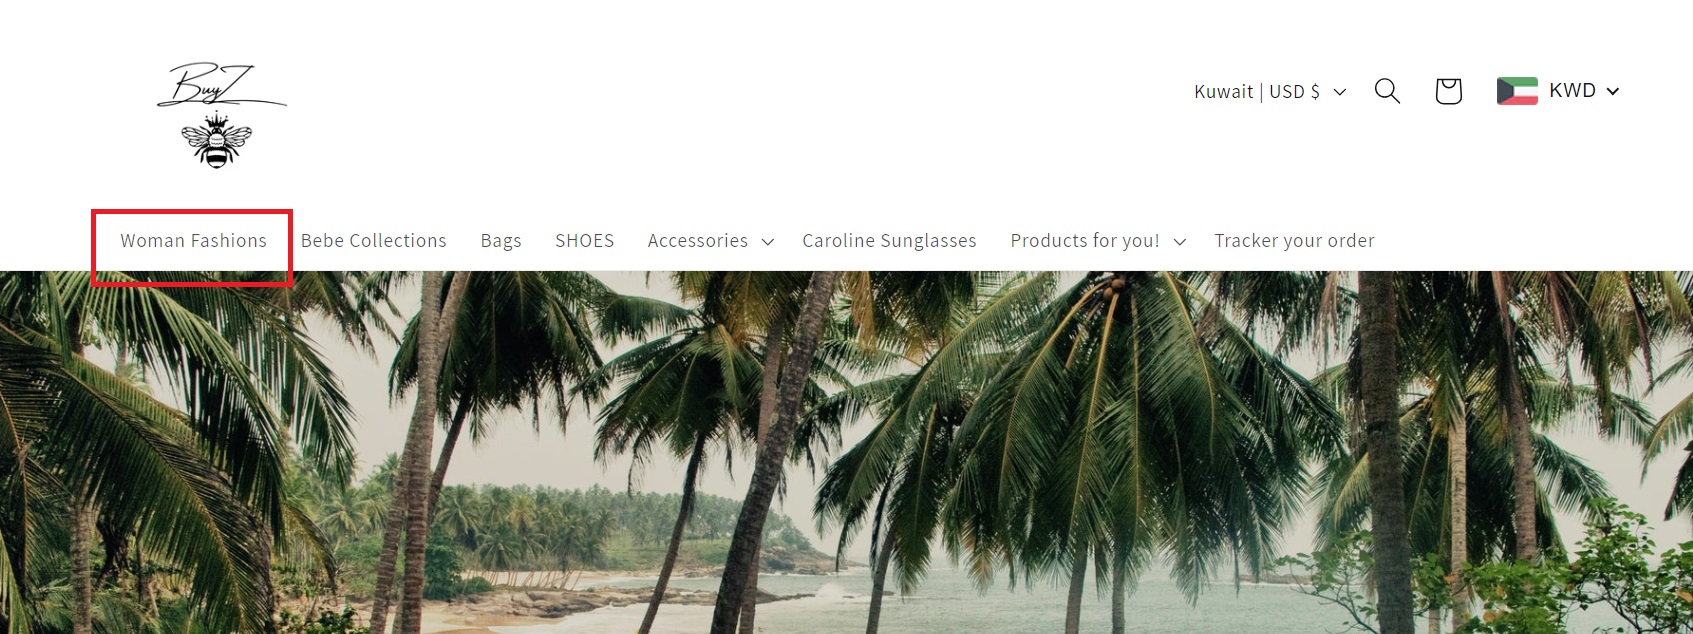 BuyZ
Kuwait | USD $
KWD
Woman Fashions
Bebe Collections
Bags
SHOES
Accessories
Caroline Sunglasses
Products for you!
Tracker your order